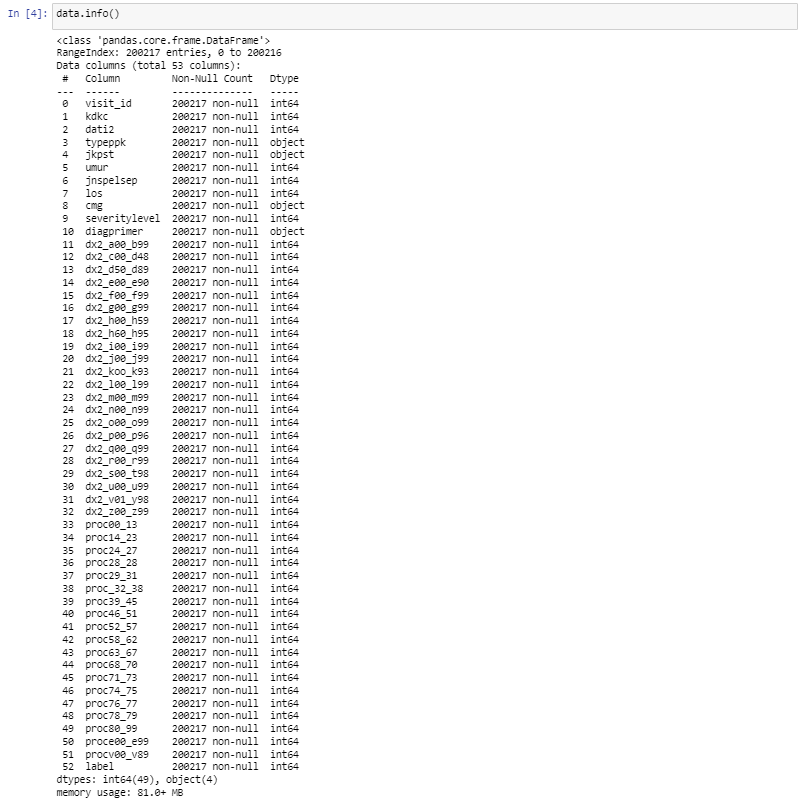 In [4]: data.info()
<class 'pandas.core.frame.DataFrame'>
RangeIndex: 200217 entries, 0 to 200216
Data columns (total 53 columns):
#   Column   Non-Null Count   Dtype
---  ------   --------------   -----
0   visit_id   200217 non-null   int64
1   kdkc   200217 non-null   int64
2   dati2   200217 non-null   int64
3   typeppk   200217 non-null   object
4   jkpst   200217 non-null   object
5   umur   200217 non-null   int64
6   jnspelsep   200217 non-null   int64
7   los   200217 non-null   int64
8   cmg   200217 non-null   object
9   severitylevel   200217 non-null   int64
10   diagprimer   200217 non-null   object
11   dx2_a00_b99   200217 non-null   int64
12   dx2_c00_d48   200217 non-null   int64
13   dx2_d50_d89   200217 non-null   int64
14   dx2_e00_e90   200217 non-null   int64
15   dx2_f00_f99   200217 non-null   int64
16   dx2_g00_g99   200217 non-null   int64
17   dx2_h00_h59   200217 non-null   int64
18   dx2_h60_h95   200217 non-null   int64
19   dx2_i00_i99   200217 non-null   int64
20   dx2_j00_j99   200217 non-null   int64
21   dx2_koo_k93   200217 non-null   int64
22   dx2_l00_l99   200217 non-null   int64
23   dx2_m00_m99   200217 non-null   int64
24   dx2_n00_n99   200217 non-null   int64
25   dx2_o00_o99   200217 non-null   int64
26   dx2_p00_p96   200217 non-null   int64
27   dx2_q00_q99   200217 non-null   int64
28   dx2_r00_r99   200217 non-null   int64
29   dx2_s00_t98   200217 non-null   int64
30   dx2_u00_u99   200217 non-null   int64
31   dx2_v01_y98   200217 non-null   int64
32   dx2_z00_z99   200217 non-null   int64
33   proc00_13   200217 non-null   int64
34   proc14_23   200217 non-null   int64
35   proc24_27   200217 non-null   int64
36   proc28_28   200217 non-null   int64
37   proc29_31   200217 non-null   int64
38   proc_32_38   200217 non-null   int64
39   proc39_45   200217 non-null   int64
40   proc46_51   200217 non-null   int64
41   proc52_57   200217 non-null   int64
42   proc58_62   200217 non-null   int64
43   proc63_67   200217 non-null   int64
44   proc68_70   200217 non-null   int64
45   proc71_73   200217 non-null   int64
46   proc74_75   200217 non-null   int64
47   proc76_77   200217 non-null   int64
48   proc78_79   200217 non-null   int64
49   proc80_99   200217 non-null   int64
50   proce00_e99   200217 non-null   int64
51   procv00_v89   200217 non-null   int64
52   label   200217 non-null   int64
dtypes: int64(49), object(4)
memory usage: 81.0+ MB